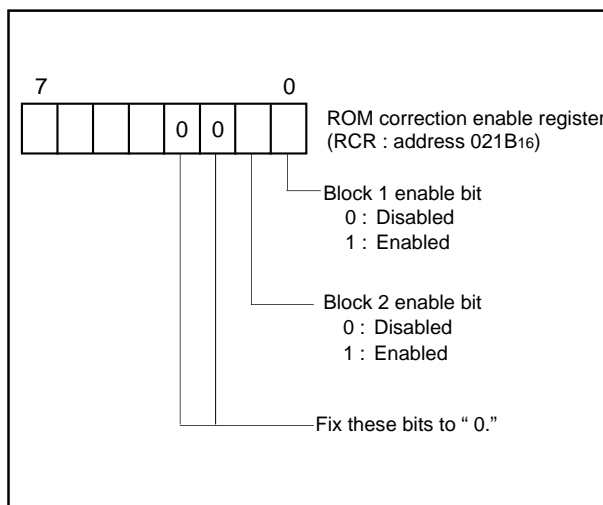 7 0
0 0
ROM correction enable register
(RCR : address 021B16)
Block 1 enable bit
0 : Disabled
1 : Enabled
Block 2 enable bit
0 : Disabled
1 : Enabled
Fix these bits to “ 0.”